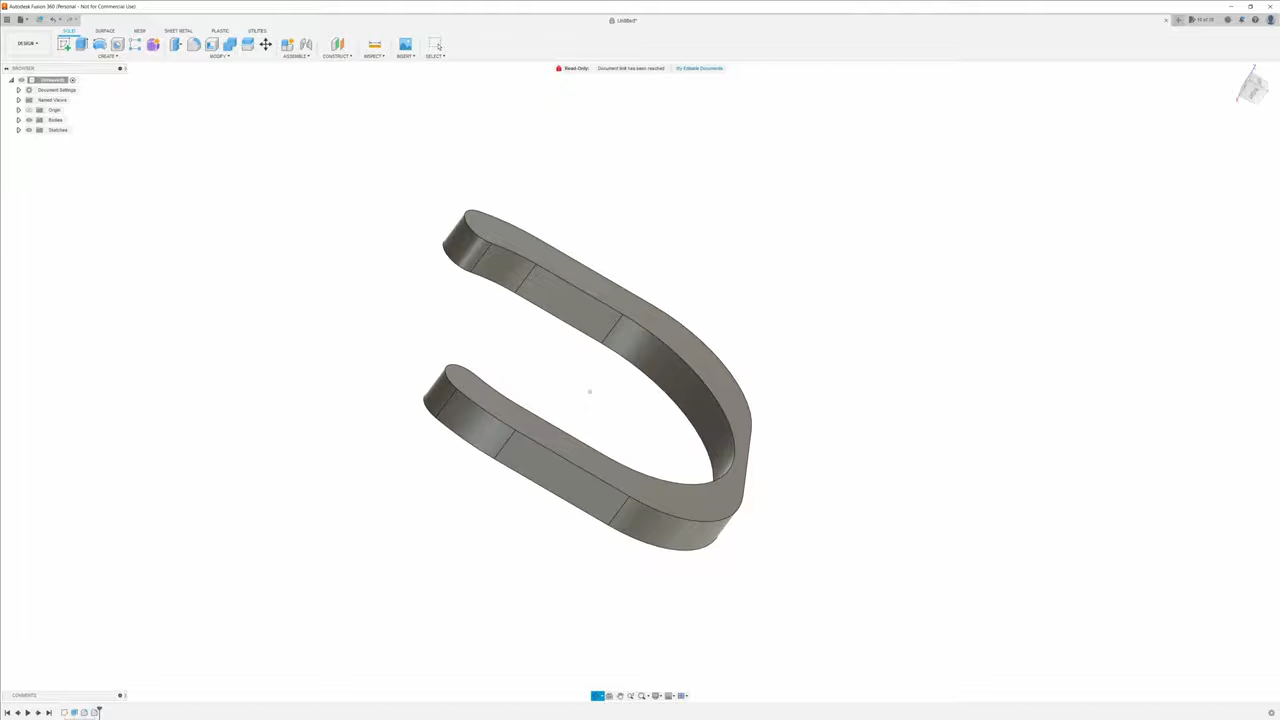 Autodesk Fusion 360 (Personal - Not for Commercial Use)
Untitled*
SOLID SURFACE MESH SHEET METAL PLASTIC UTILITIES
DESIGN
CREATE MODIFY ASSEMBLE CONSTRUCT INSPECT INSERT SELECT
BROWSER
Read-Only: Document limit has been reached My Editable Documents
Document Settings
Named Views
Origin
Bodies
Sketches
COMMENTS